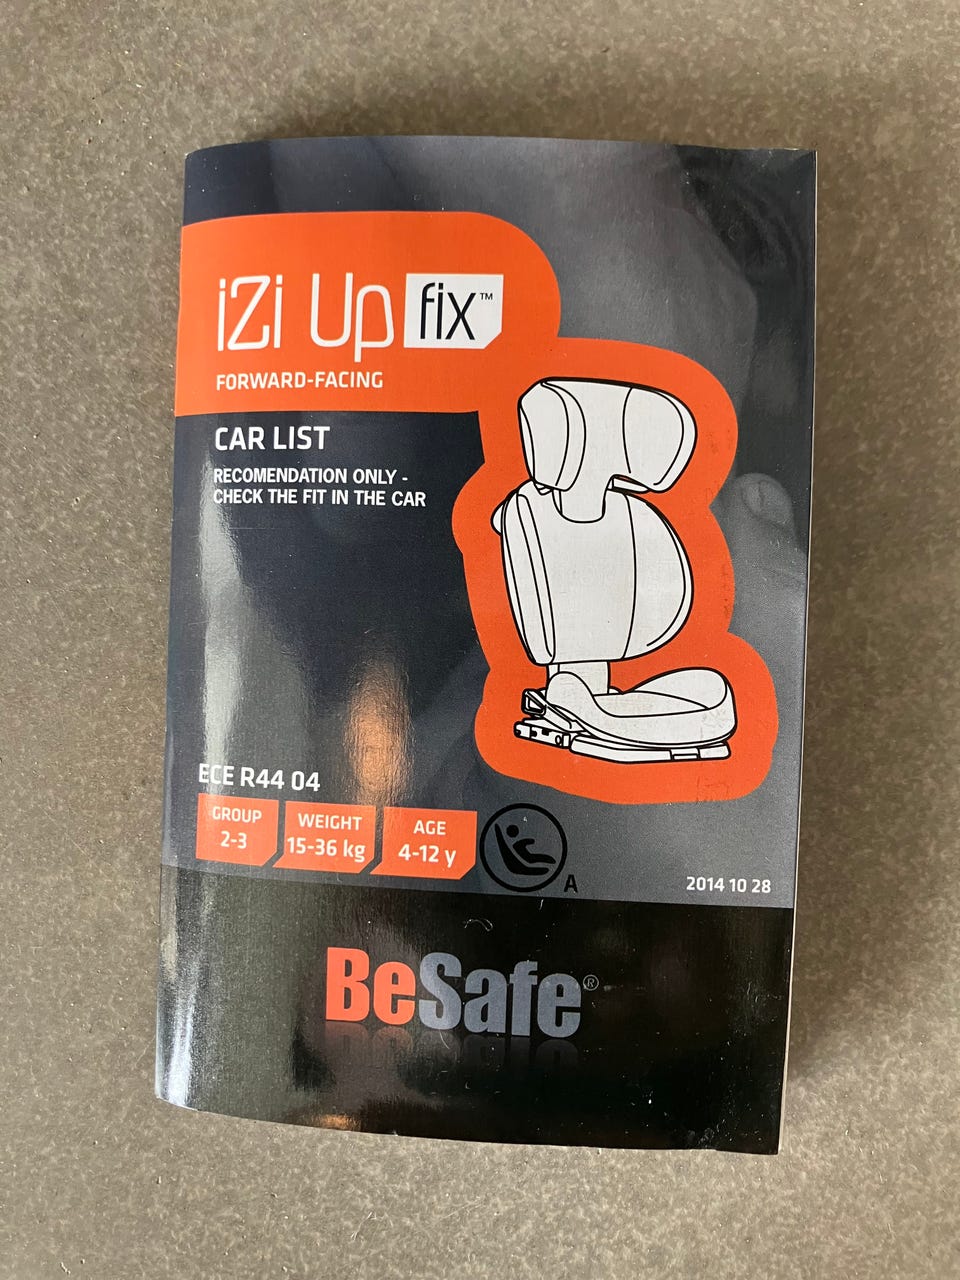 iZi Up fix™
FORWARD-FACING
CAR LIST
RECOMENDATION ONLY -
CHECK THE FIT IN THE CAR
ECE R44 04
GROUP
2-3
WEIGHT
15-36 kg
AGE
4-12 y
A
2014 10 28
BeSafe®